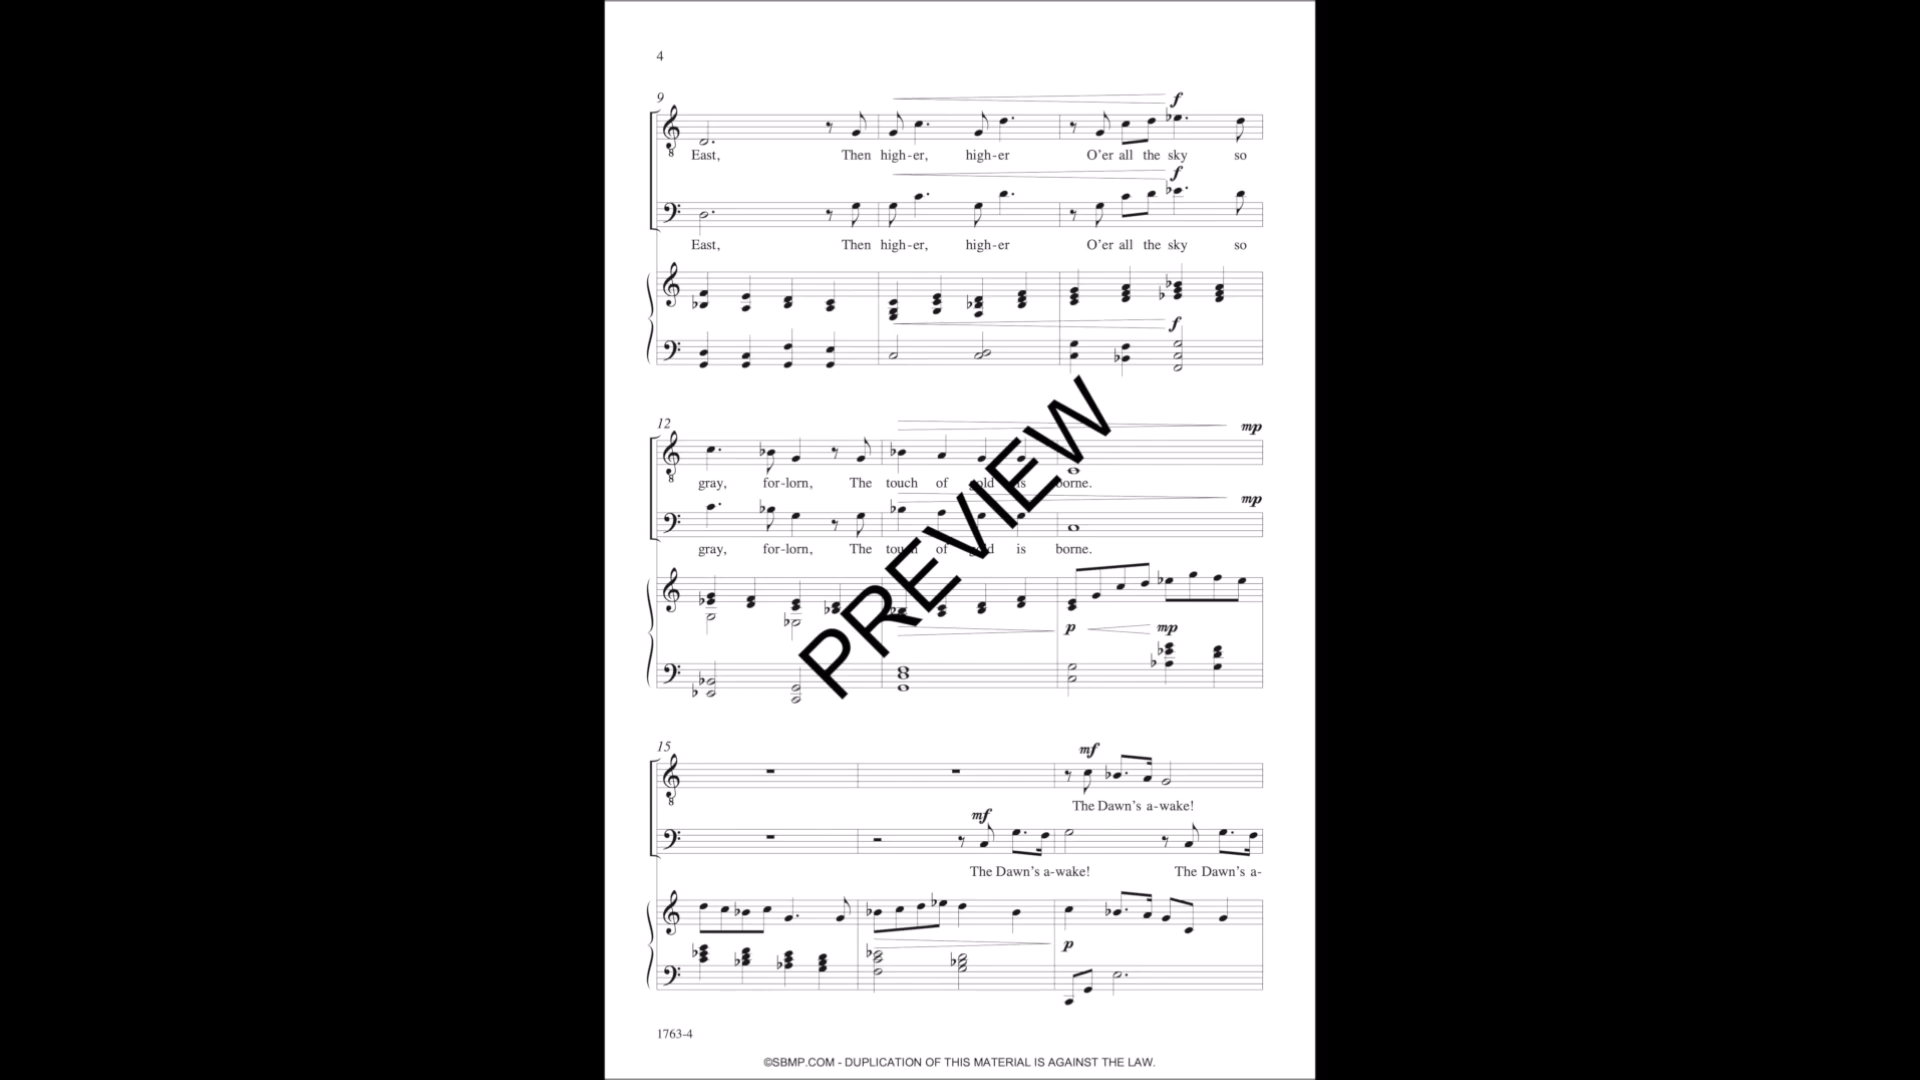 4
9
f
East, Then high-er, high-er O'er all the sky so
f
East, Then high-er, high-er O'er all the sky so
f
12
mp
gray, for-lorn, The touch of gold is borne.
mp
gray, for-lorn, The touch of gold is borne.
p mp
PREVIEW
15
mf
The Dawn's a-wake!
mf
The Dawn's a-wake! The Dawn's a-
p
1763-4
©SBMP.COM - DUPLICATION OF THIS MATERIAL IS AGAINST THE LAW.